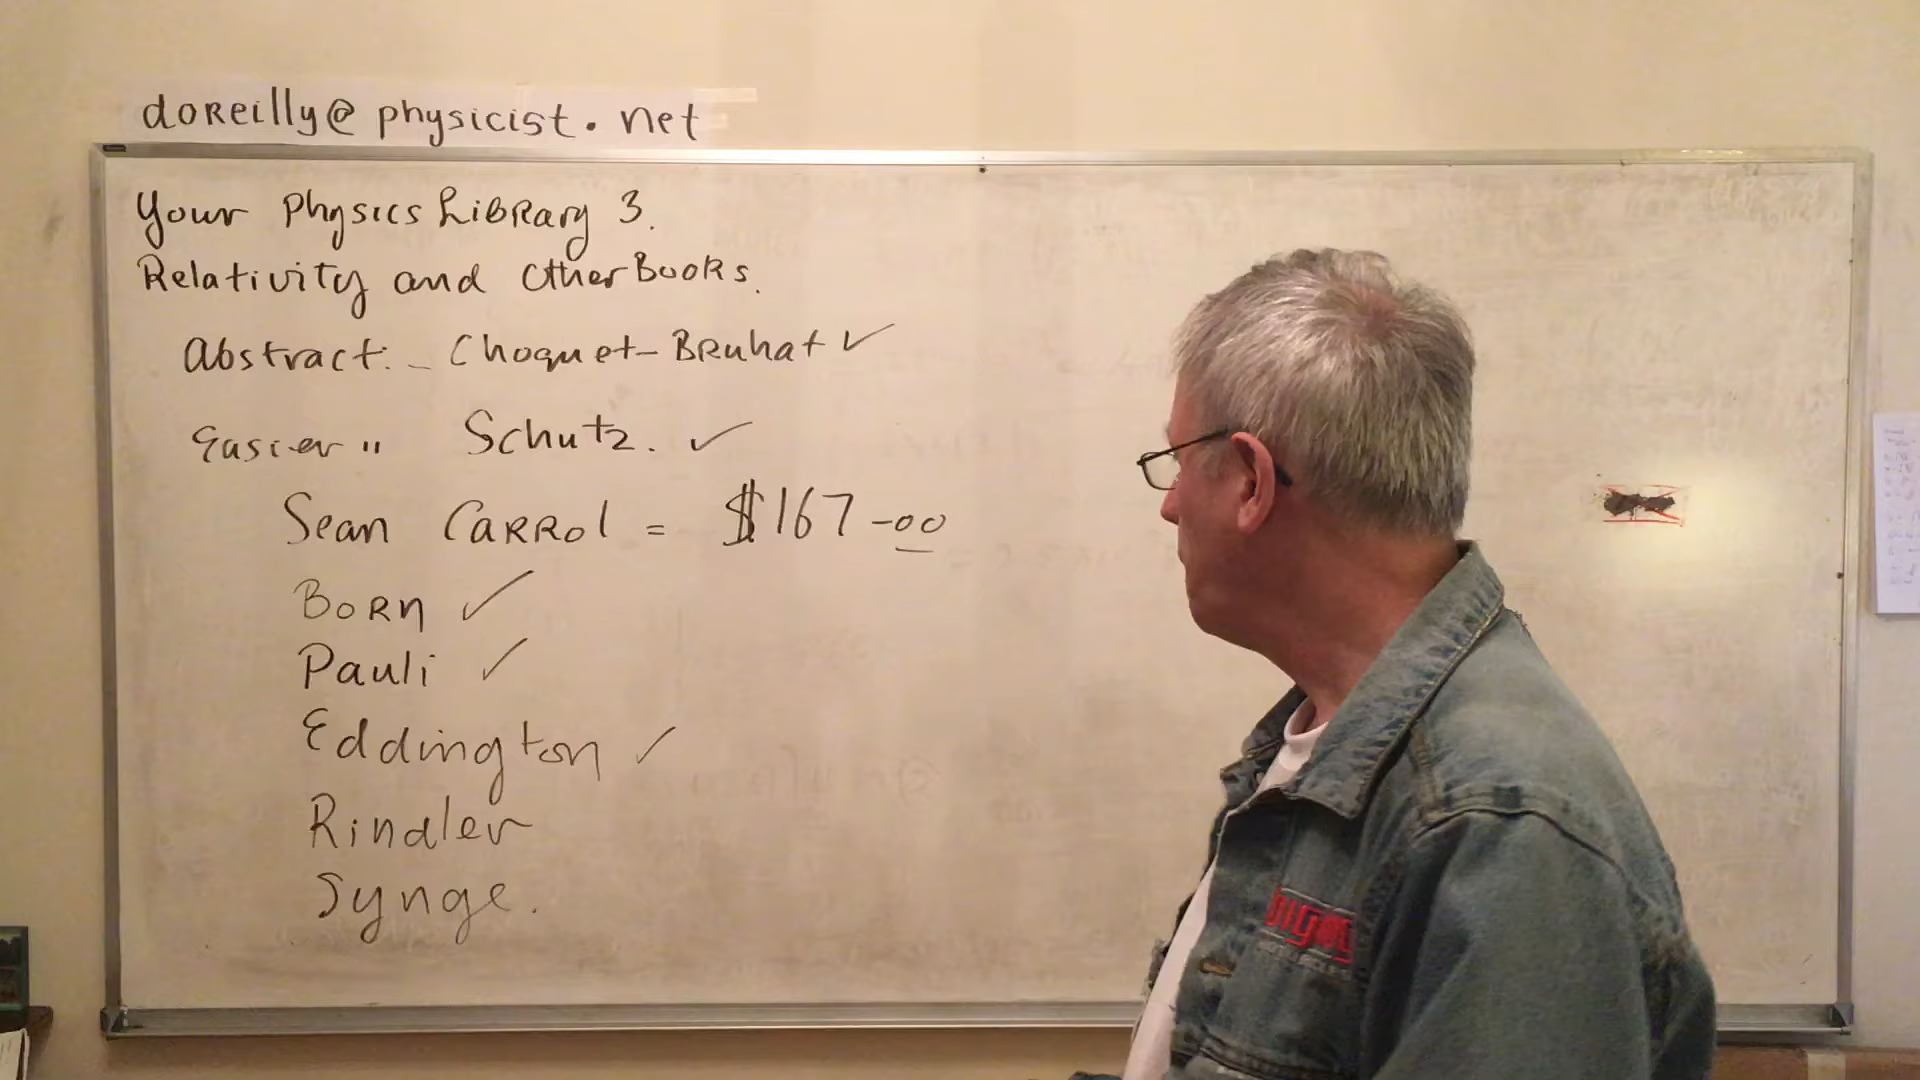 doreilly@physicist.net
Your Physics Library 3.
Relativity and Other Books.
Abstract: - Choquet-Bruhat ✓
Easier " Schutz. ✓
Sean Carrol = $167-00
Born ✓
Pauli ✓
Eddington ✓
Rindler
Synge.